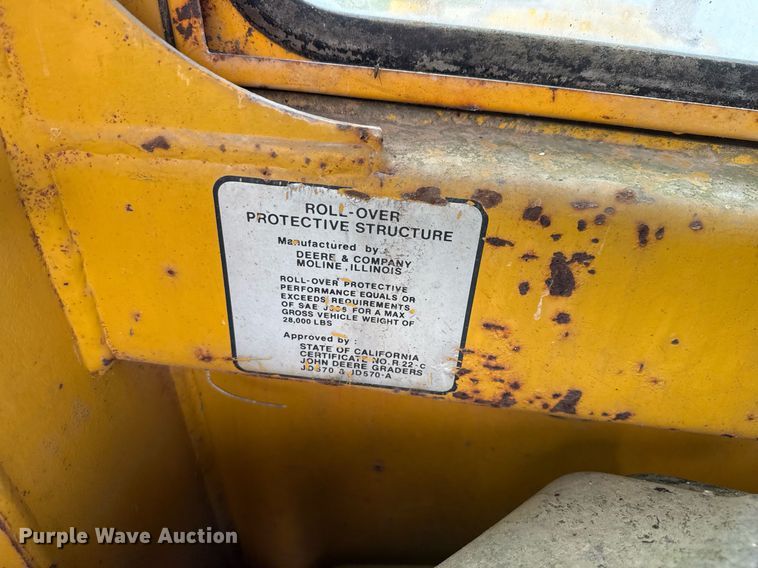 ROLL-OVER
PROTECTIVE STRUCTURE
Manufactured by :
DEERE & COMPANY
MOLINE, ILLINOIS
ROLL-OVER PROTECTIVE
PERFORMANCE EQUALS OR
EXCEEDS REQUIREMENTS
OF SAE FOR A MAX
GROSS VEHICLE WEIGHT OF
28,000 LBS
Approved by :
STATE OF CALIFORNIA
CERTIFICATE NO. R 22-C
JOHN DEERE GRADERS
JD570 & JD570-A
Purple Wave Auction